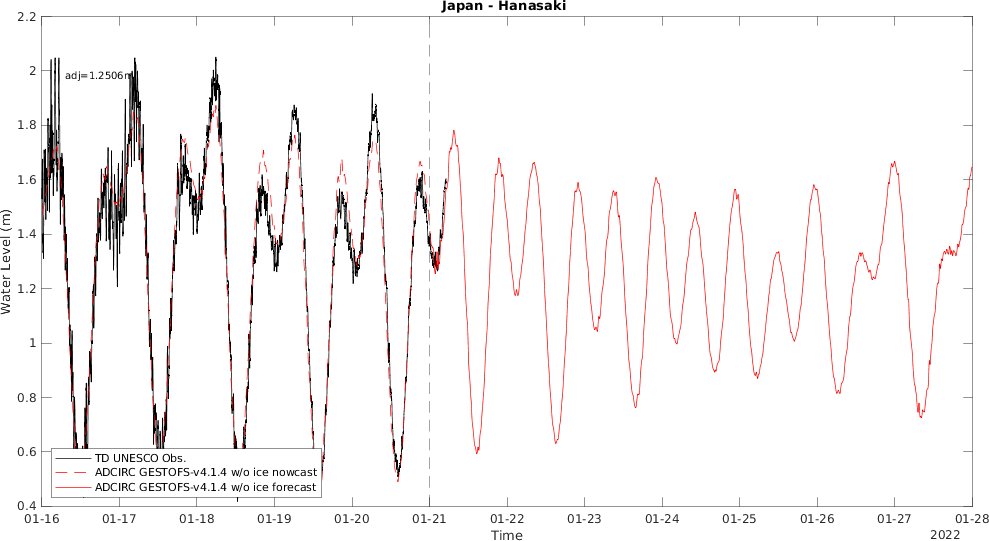 Japan - Hanasaki
2.2
2
1.8
1.6
1.4
1.2
1
0.8
0.6
0.4
Water Level (m)
adj=1.2506m
TD UNESCO Obs.
ADCIRC GESTOFS-v4.1.4 w/o ice nowcast
ADCIRC GESTOFS-v4.1.4 w/o ice forecast
01-16 01-17 01-18 01-19 01-20 01-21 01-22 01-23 01-24 01-25 01-26 01-27 01-28
Time
2022